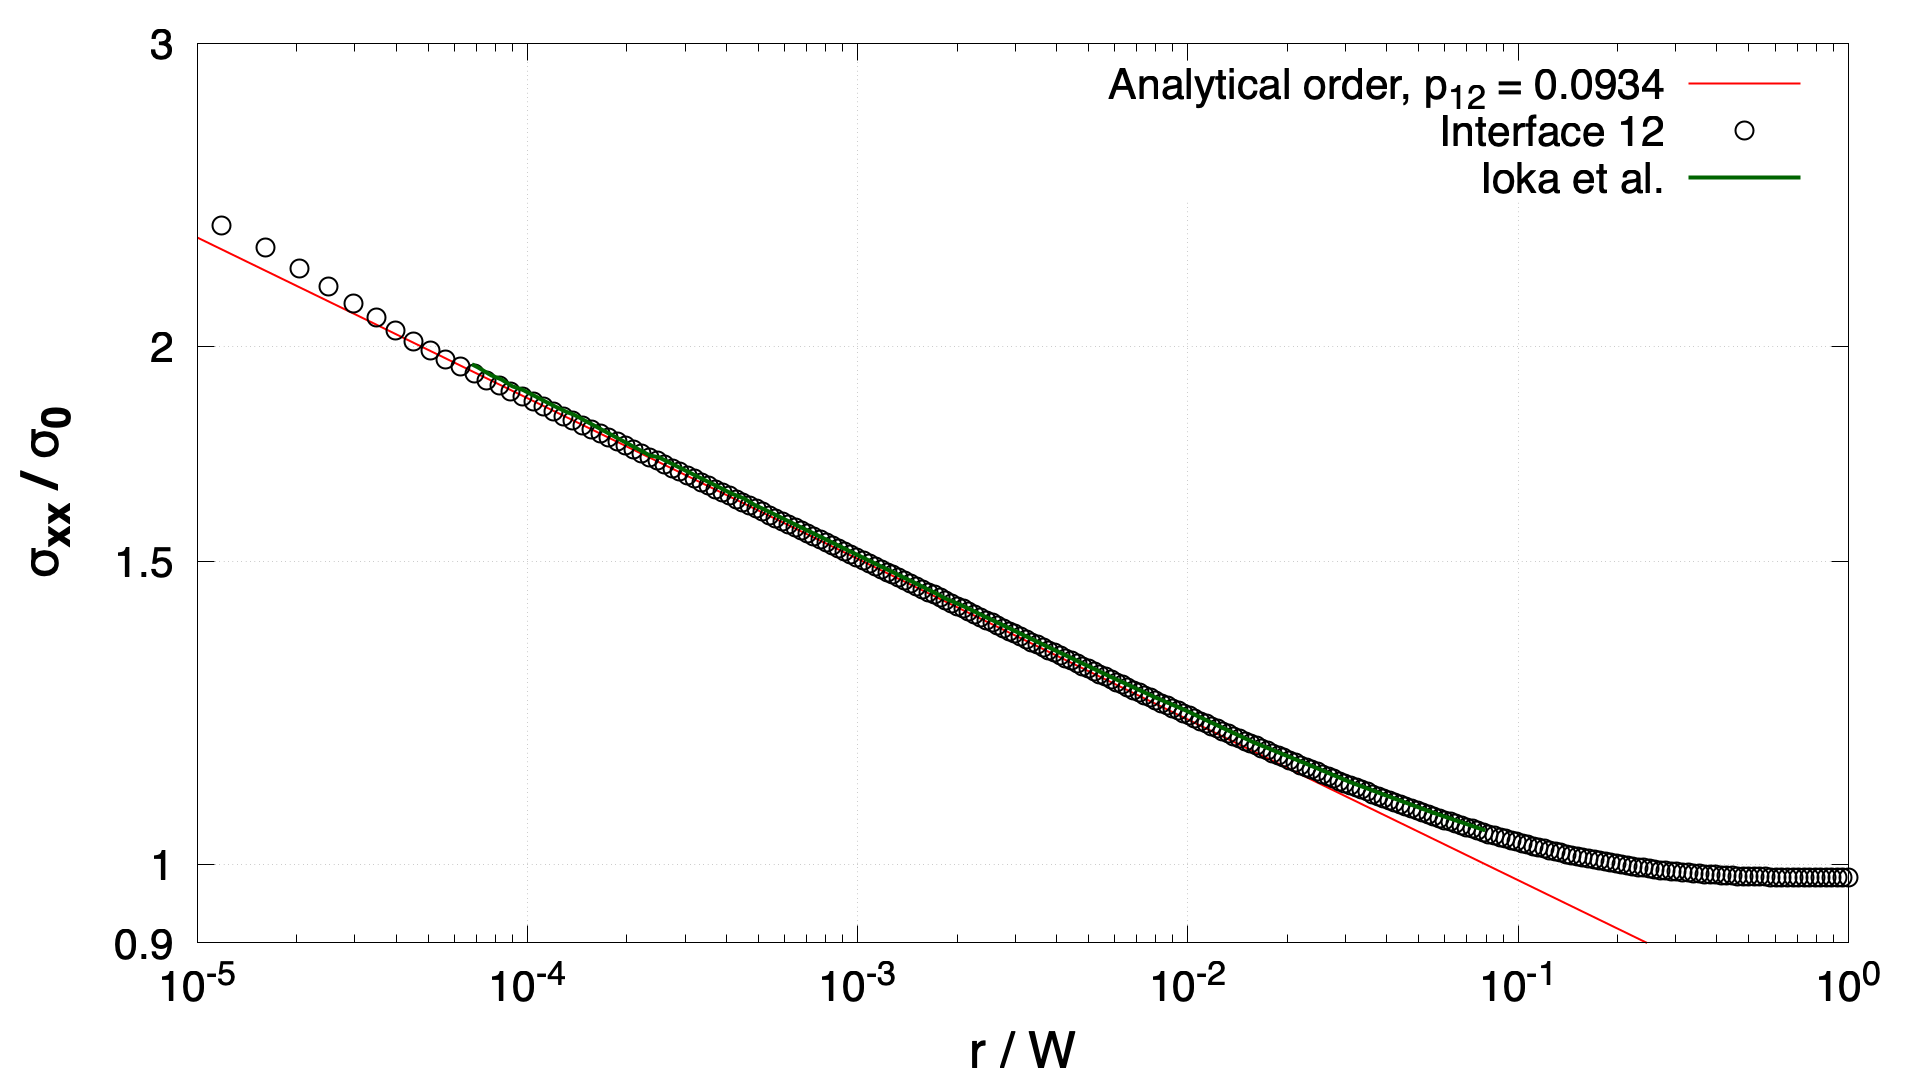 3
2
1.5
1
0.9
σxx / σ0
Analytical order, p12 = 0.0934
Interface 12
Ioka et al.
10-5 10-4 10-3 10-2 10-1 100
r / W